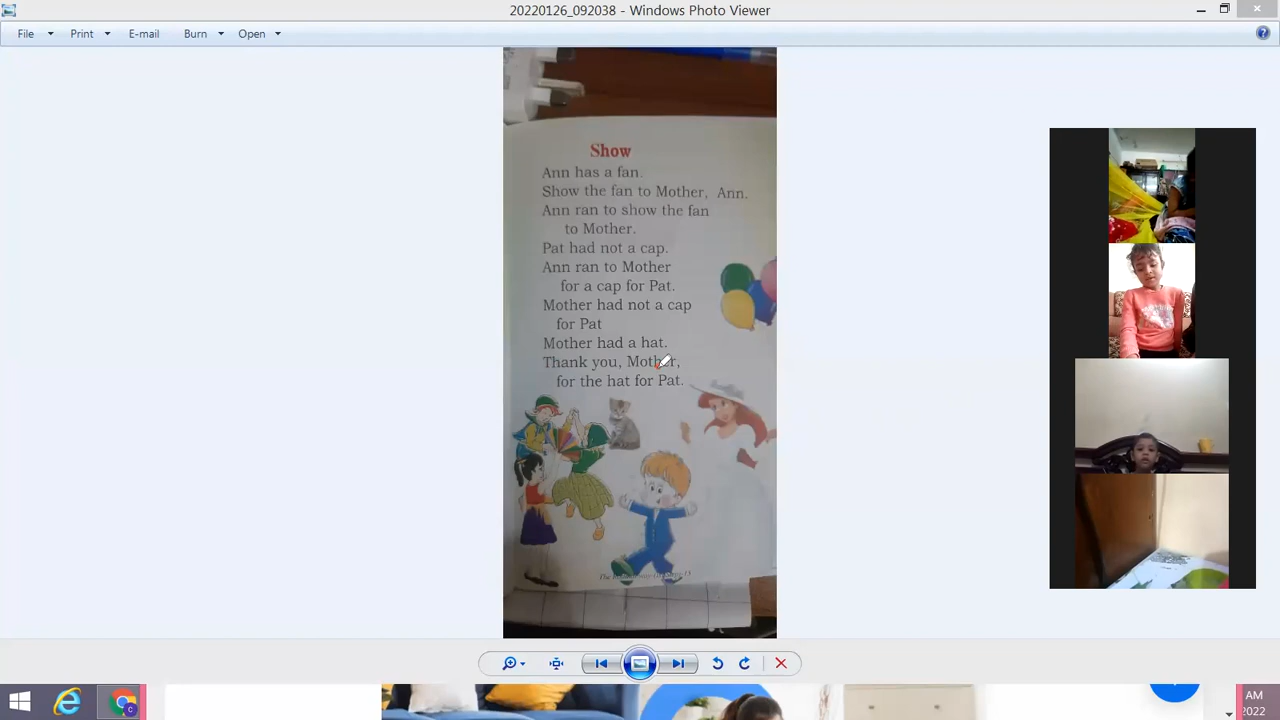 20220126_092038 - Windows Photo Viewer
File Print E-mail Burn Open
Show
Ann has a fan.
Show the fan to Mother, Ann.
Ann ran to show the fan
to Mother.
Pat had not a cap.
Ann ran to Mother
for a cap for Pat.
Mother had not a cap
for Pat
Mother had a hat.
Thank you, Mother,
for the hat for Pat.
AM
2022